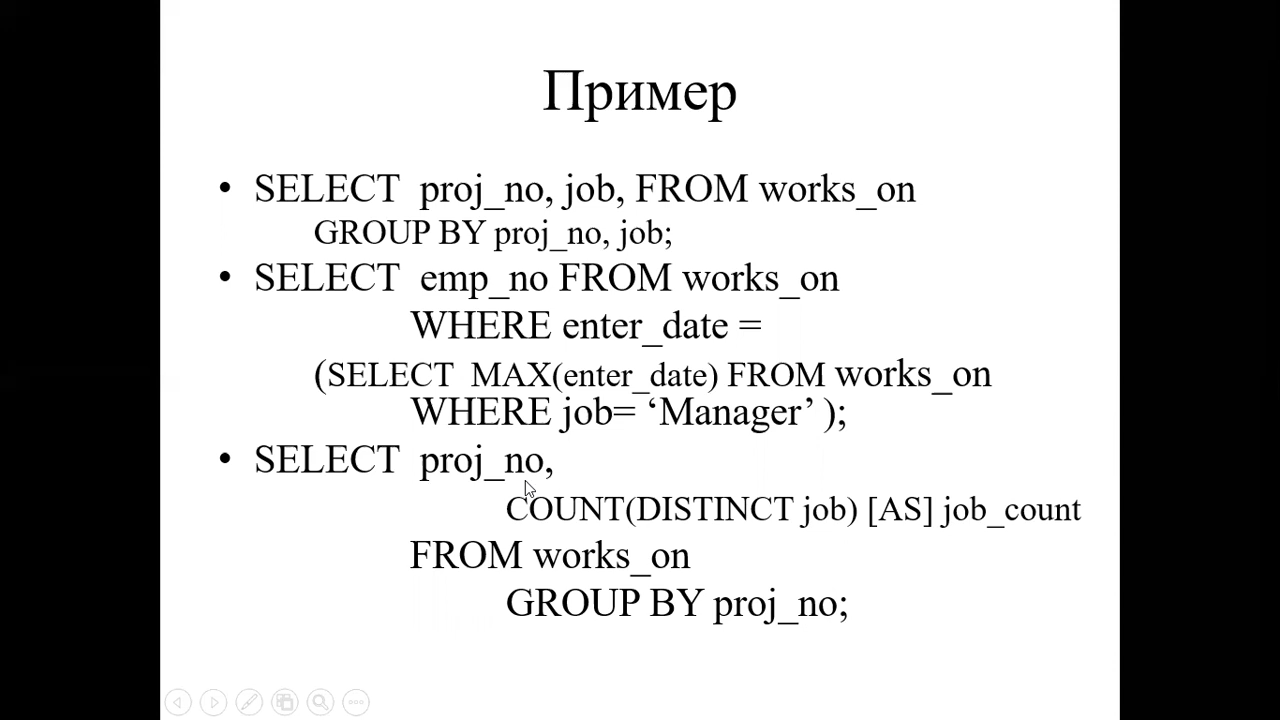 Пример
• SELECT  proj_no, job, FROM works_on
GROUP BY proj_no, job;
• SELECT  emp_no FROM works_on
WHERE enter_date =
(SELECT  MAX(enter_date) FROM works_on
WHERE job= ‘Manager’ );
• SELECT  proj_no,
COUNT(DISTINCT job) [AS] job_count
FROM works_on
GROUP BY proj_no;